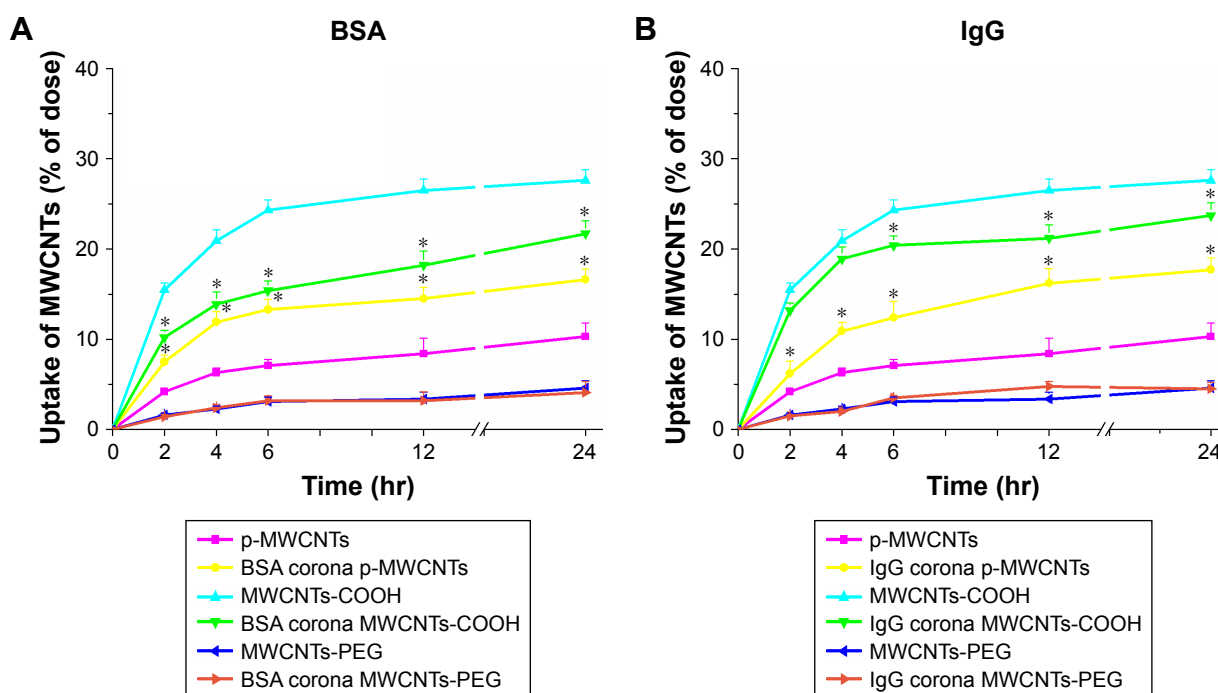 A
BSA
Uptake of MWCNTs (% of dose)
40
30
20
10
0
* * * * * * * * * *
0 2 4 6 12 24
Time (hr)
p-MWCNTs
BSA corona p-MWCNTs
MWCNTs-COOH
BSA corona MWCNTs-COOH
MWCNTs-PEG
BSA corona MWCNTs-PEG
B
IgG
Uptake of MWCNTs (% of dose)
40
30
20
10
0
* * * * * * * *
0 2 4 6 12 24
Time (hr)
p-MWCNTs
IgG corona p-MWCNTs
MWCNTs-COOH
IgG corona MWCNTs-COOH
MWCNTs-PEG
IgG corona MWCNTs-PEG